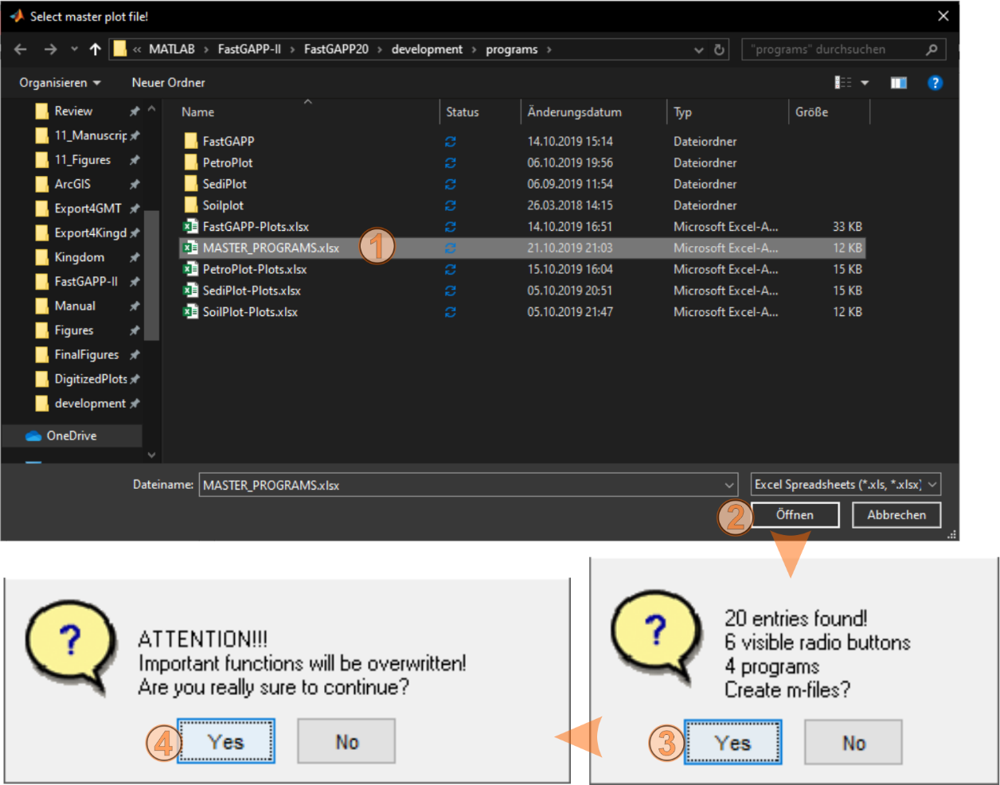 Select master plot file!
« MATLAB › FastGAPP-II › FastGAPP20 › development › programs ›
"programs" durchsuchen
Organisieren
Neuer Ordner
Review
11_Manuscrip
11_Figures
ArcGIS
Export4GMT
Export4Kingd
Kingdom
FastGAPP-II
Manual
Figures
FinalFigures
DigitizedPlots
development
OneDrive
Name Status Änderungsdatum Typ Größe
FastGAPP 14.10.2019 15:14 Dateiordner
PetroPlot 06.10.2019 19:56 Dateiordner
SediPlot 06.09.2019 11:54 Dateiordner
Soilplot 26.03.2018 14:15 Dateiordner
FastGAPP-Plots.xlsx 14.10.2019 16:51 Microsoft Excel-A... 33 KB
MASTER_PROGRAMS.xlsx 1 21.10.2019 21:03 Microsoft Excel-A... 12 KB
PetroPlot-Plots.xlsx 15.10.2019 16:04 Microsoft Excel-A... 15 KB
SediPlot-Plots.xlsx 05.10.2019 20:51 Microsoft Excel-A... 15 KB
SoilPlot-Plots.xlsx 05.10.2019 21:47 Microsoft Excel-A... 12 KB
Dateiname: MASTER_PROGRAMS.xlsx
Excel Spreadsheets (*.xls, *.xlsx)
2 Öffnen Abbrechen
?
20 entries found!
6 visible radio buttons
4 programs
Create m-files?
3 Yes No
?
ATTENTION!!!
Important functions will be overwritten!
Are you really sure to continue?
4 Yes No